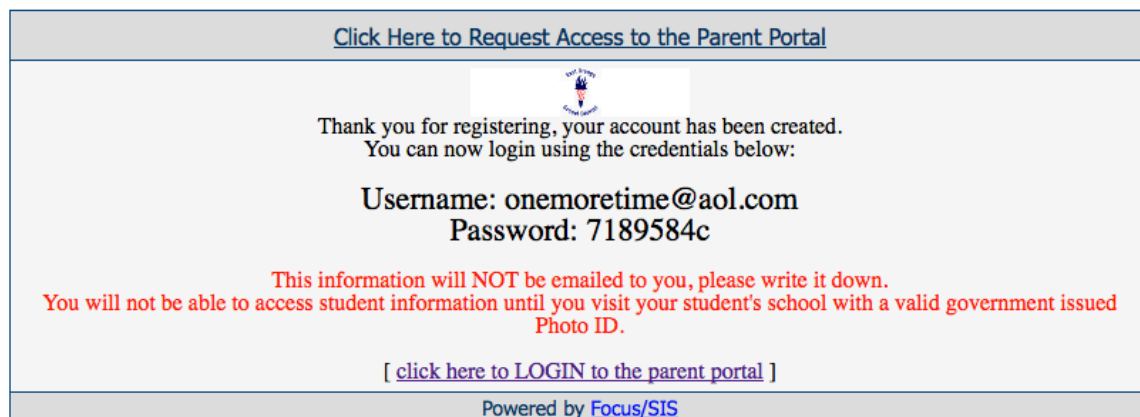 Click Here to Request Access to the Parent Portal
Thank you for registering, your account has been created.
You can now login using the credentials below:
Username: onemoretime@aol.com
Password: 7189584c
This information will NOT be emailed to you, please write it down.
You will not be able to access student information until you visit your student's school with a valid government issued
Photo ID.
[ click here to LOGIN to the parent portal ]
Powered by Focus/SIS